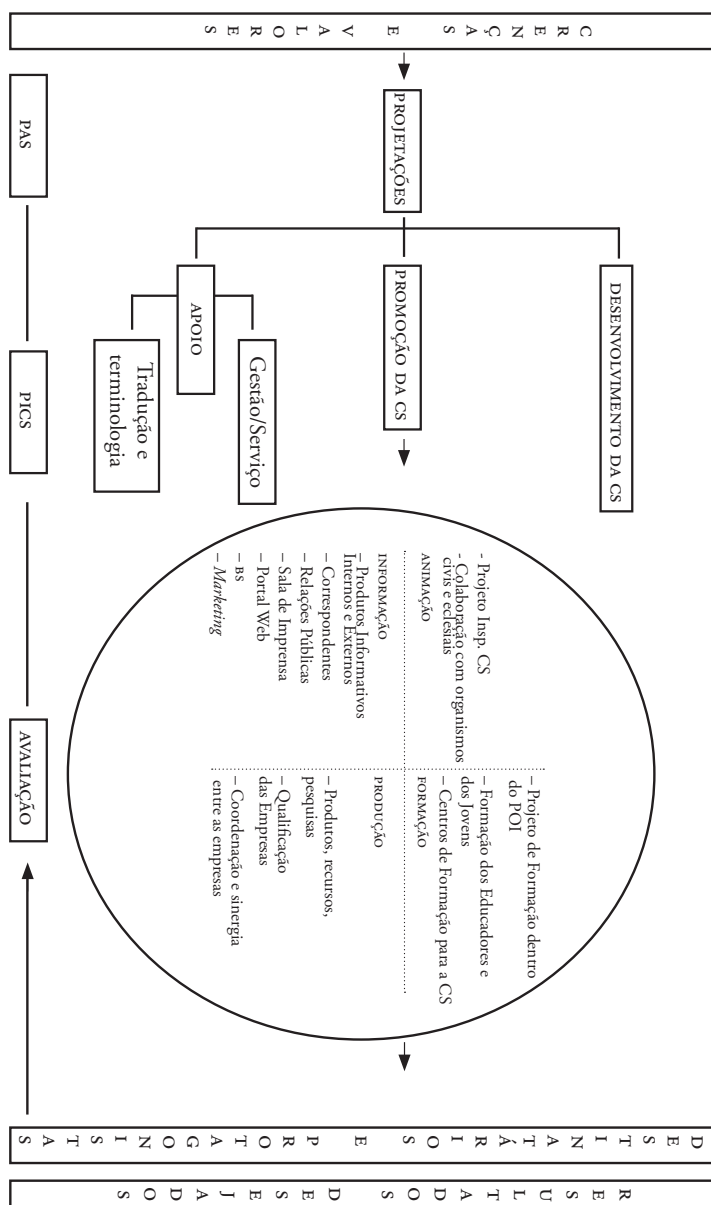 CRENÇAS E VALORES
PROJETAÇÕES
DESENVOLVIMENTO DA CS
PROMOÇÃO DA CS
APOIO
Gestão/Serviço
Tradução e
terminologia
- Projeto Insp. CS
- Colaboração com organismos
civis e eclesiais
ANIMAÇÃO
– Projeto de Formação dentro
do POI
– Formação dos Educadores e
dos Jovens
– Centros de Formação para a CS
FORMAÇÃO
INFORMAÇÃO
– Produtos Informativos
Internos e Externos
– Correspondentes
– Relações Públicas
– Sala de Imprensa
– Portal Web
– BS
– Marketing
PRODUÇÃO
– Produtos, recursos,
pesquisas
– Qualificação
das Empresas
– Coordenação e sinergia
entre as empresas
DESTINATÁRIOS E PROTAGONISTAS
RESULTADOS DESEJADOS
PAS
PICS
AVALIAÇÃO